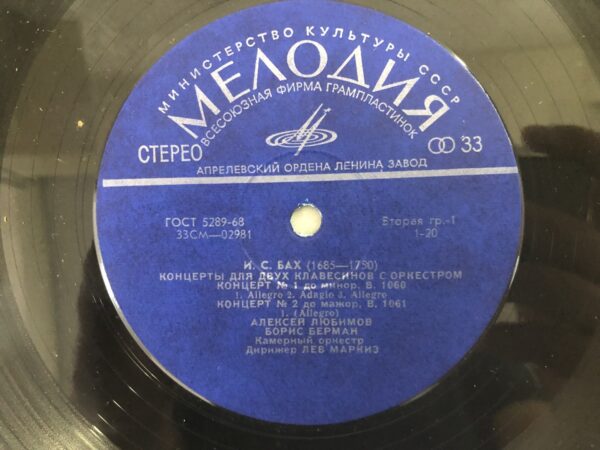 МИНИСТЕРСТВО КУЛЬТУРЫ СССР
МЕЛОДИЯ
ВСЕСОЮЗНАЯ ФИРМА ГРАМПЛАСТИНОК
СТЕРЕО
33
АПРЕЛЕВСКИЙ ОРДЕНА ЛЕНИНА ЗАВОД
ГОСТ 5289-68
Вторая гр.-1
33СМ—02981
1-20
И. С. БАХ (1685—1750)
КОНЦЕРТЫ ДЛЯ ДВУХ КЛАВЕСИНОВ С ОРКЕСТРОМ
КОНЦЕРТ № 1 до минор, В. 1060
1. Allegro 2. Adagio 3. Allegro
КОНЦЕРТ № 2 до мажор, В. 1061
1. (Allegro)
АЛЕКСЕЙ ЛЮБИМОВ
БОРИС БЕРМАН
Камерный оркестр
Дирижер ЛЕВ МАРКИЗ